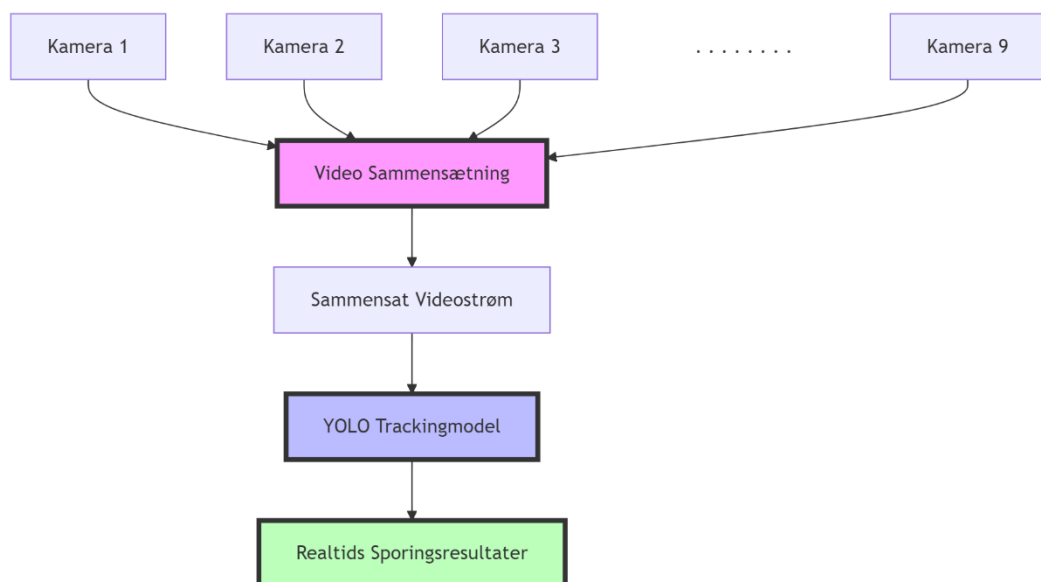 Kamera 1
Kamera 2
Kamera 3
. . . . . . . .
Kamera 9
Video Sammensætning
Sammensat Videostrøm
YOLO Trackingmodel
Realtids Sporingsresultater